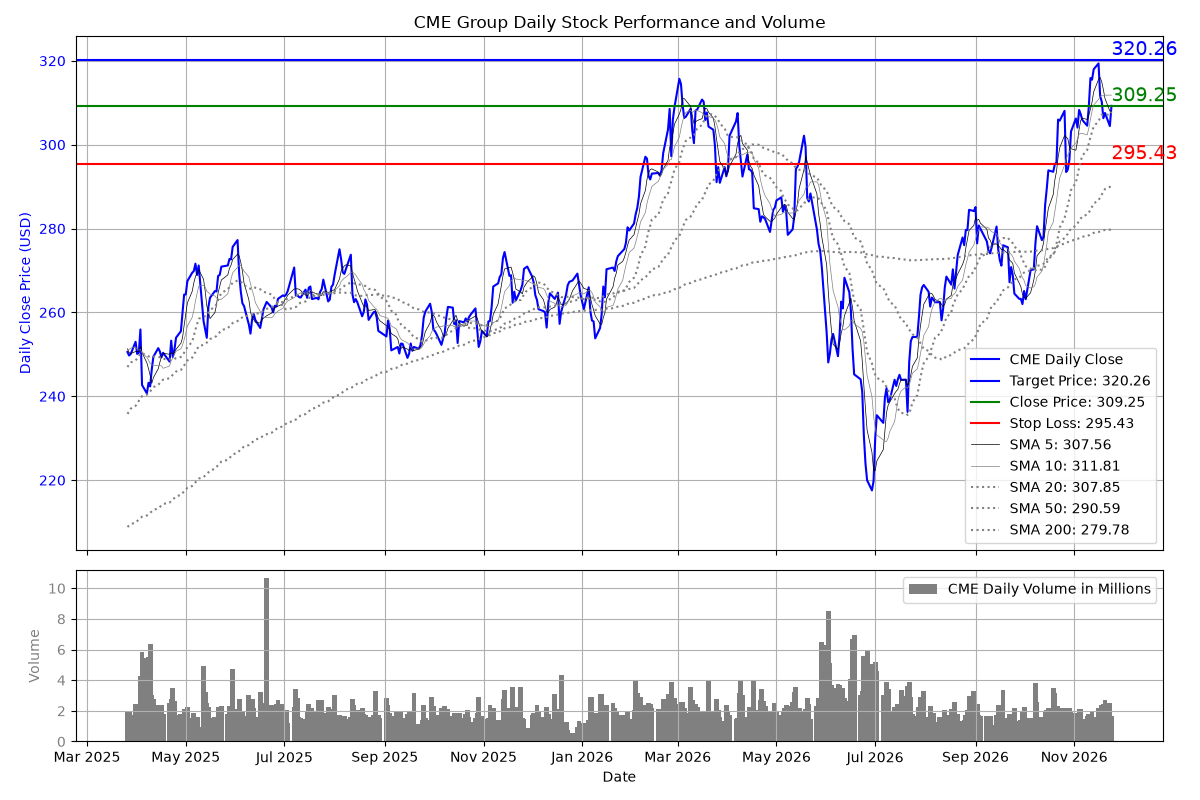 CME Group Daily Stock Performance and Volume
320.26
309.25
295.43
320
300
280
260
240
220
Daily Close Price (USD)
CME Daily Close
Target Price: 320.26
Close Price: 309.25
Stop Loss: 295.43
SMA 5: 307.56
SMA 10: 311.81
SMA 20: 307.85
SMA 50: 290.59
SMA 200: 279.78
CME Daily Volume in Millions
10
8
6
4
2
0
Volume
Mar 2025 May 2025 Jul 2025 Sep 2025 Nov 2025 Jan 2026 Mar 2026 May 2026 Jul 2026 Sep 2026 Nov 2026
Date